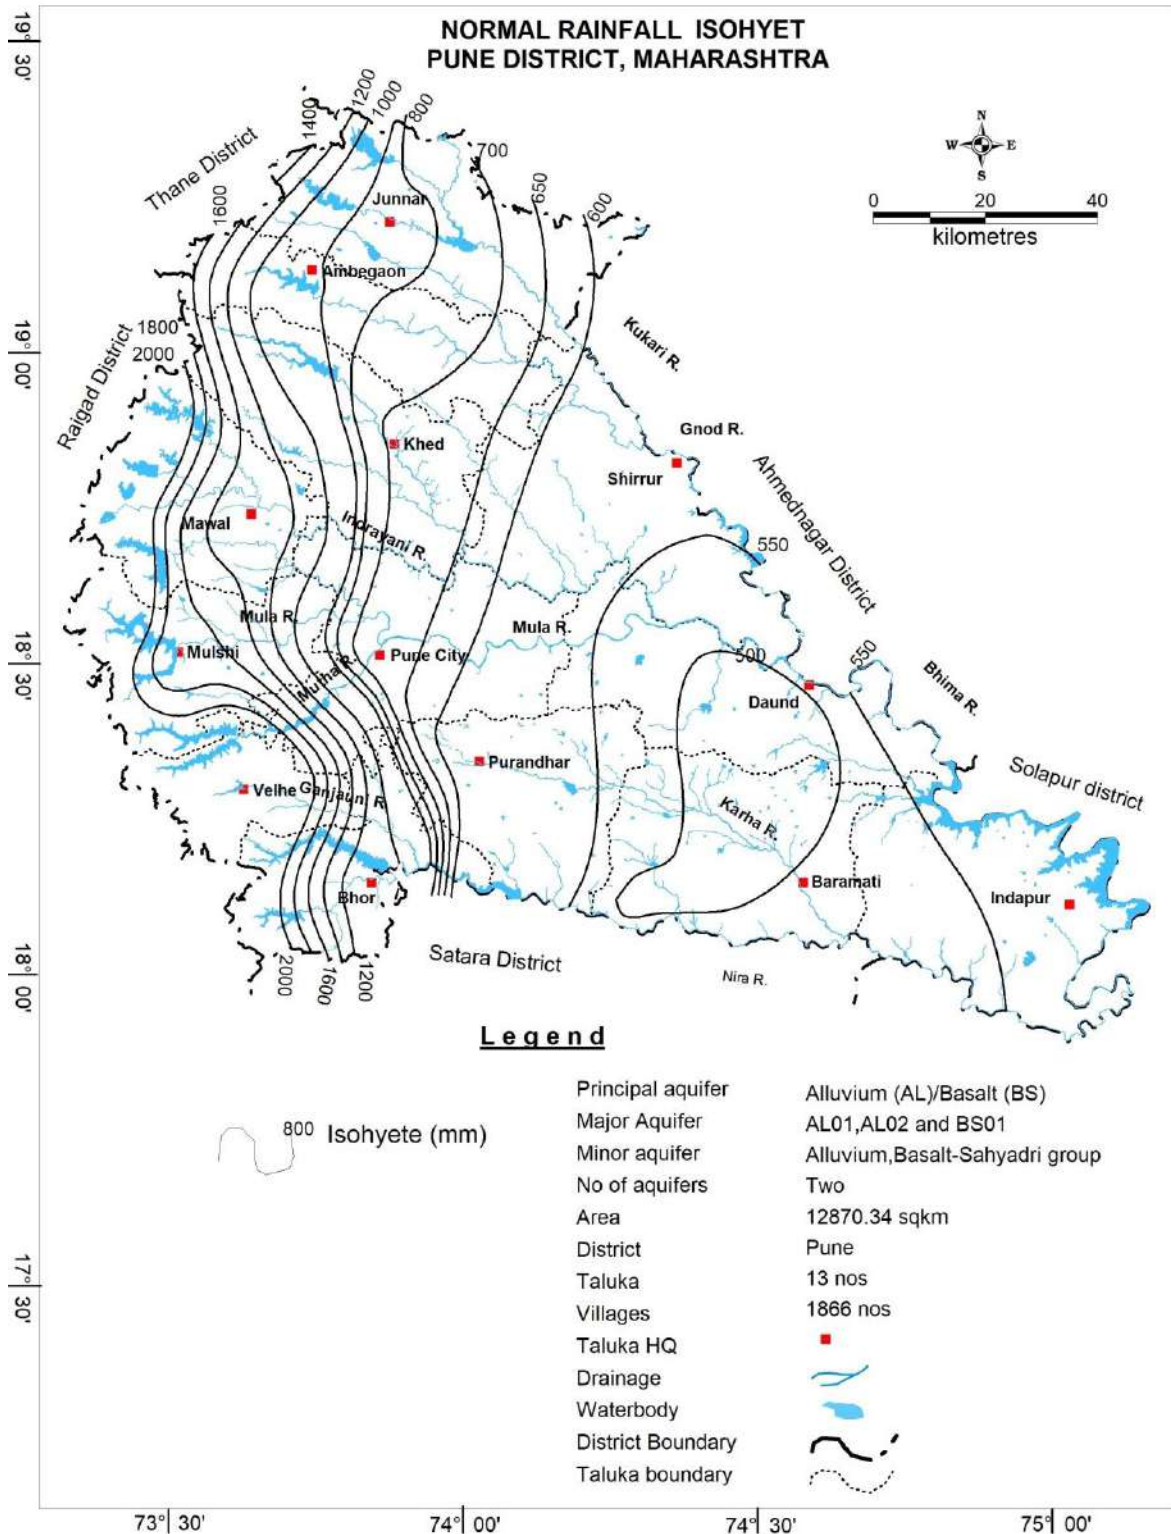 NORMAL RAINFALL ISOHYET
PUNE DISTRICT, MAHARASHTRA
19° 30'
19° 00'
18° 30'
18° 00'
17° 30'
N
W E
S
0 20 40
kilometres
1400
1200
1000
800
700
650
600
1600
1800
2000
Thane District
Raigad District
Junnar
Ambegaon
Kukari R.
Khed
Gnod R.
Shirrur
Ahmednagar District
Mawal
Indrayani R.
550
Mula R.
Mula R.
Mulshi
Pune City
Mutha R.
500
550
Daund
Bhima R.
Purandhar
Solapur district
Velhe
Ganjauni R.
Karha R.
Bhor
Baramati
Indapur
Satara District
Nira R.
2000
1600
1200
Legend
Principal aquifer Alluvium (AL)/Basalt (BS)
Major Aquifer AL01,AL02 and BS01
Minor aquifer Alluvium,Basalt-Sahyadri group
No of aquifers Two
Area 12870.34 sqkm
District Pune
Taluka 13 nos
Villages 1866 nos
Taluka HQ
Drainage
Waterbody
District Boundary
Taluka boundary
800 Isohyete (mm)
73° 30' 74° 00' 74° 30' 75° 00'